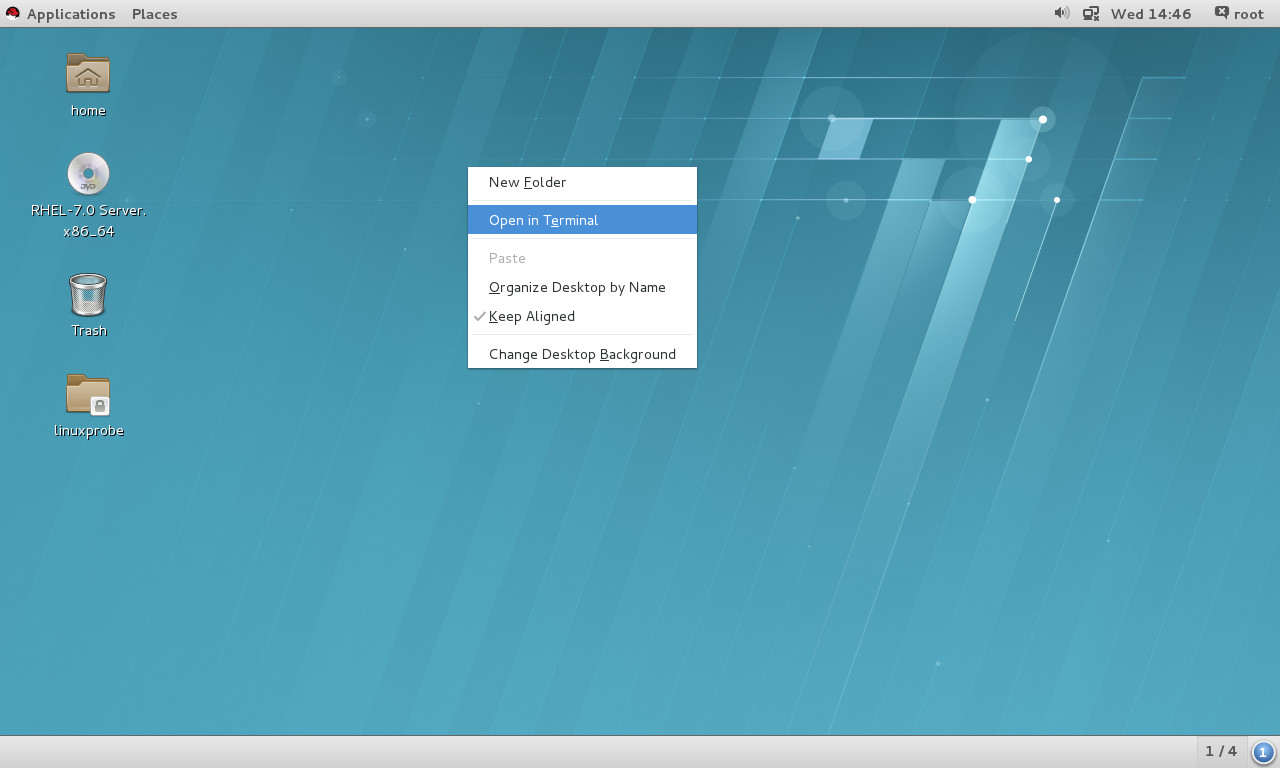 Applications Places Wed 14:46 root
home
RHEL-7.0 Server.
x86_64
Trash
linuxprobe
New Folder
Open in Terminal
Paste
Organize Desktop by Name
Keep Aligned
Change Desktop Background
1 / 4 1